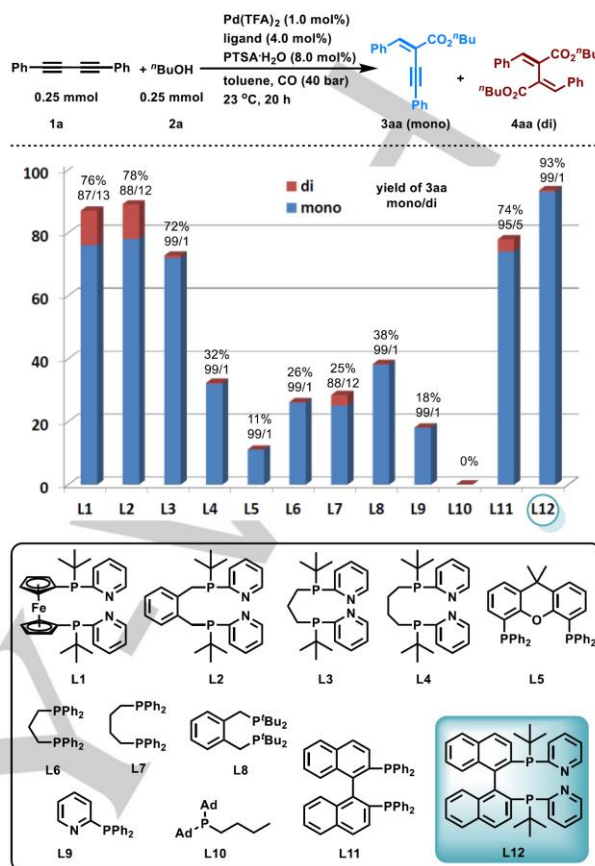 Pd(TFA)₂ (1.0 mol%)
ligand (4.0 mol%)
PTSA·H₂O (8.0 mol%)
toluene, CO (40 bar)
23 °C, 20 h
Ph Ph + ⁿBuOH
0.25 mmol 0.25 mmol
1a 2a
Ph CO₂ⁿBu
Ph
3aa (mono)
+
Ph CO₂ⁿBu
ⁿBuO₂C Ph
4aa (di)
100
80
60
40
20
0
di
mono
yield of 3aa
mono/di
76%
87/13
78%
88/12
72%
99/1
32%
99/1
11%
99/1
26%
99/1
25%
88/12
38%
99/1
18%
99/1
0%
74%
95/5
93%
99/1
L1 L2 L3 L4 L5 L6 L7 L8 L9 L10 L11 L12
Fe P N P N
L1
P N P N
L2
P N P N
L3
P N P N
L4
O
PPh₂ PPh₂
L5
PPh₂
PPh₂
L6
PPh₂
PPh₂
L7
PᵗBu₂
PᵗBu₂
L8
N PPh₂
L9
Ad
P
Ad
L10
PPh₂
PPh₂
L11
P N
P N
L12